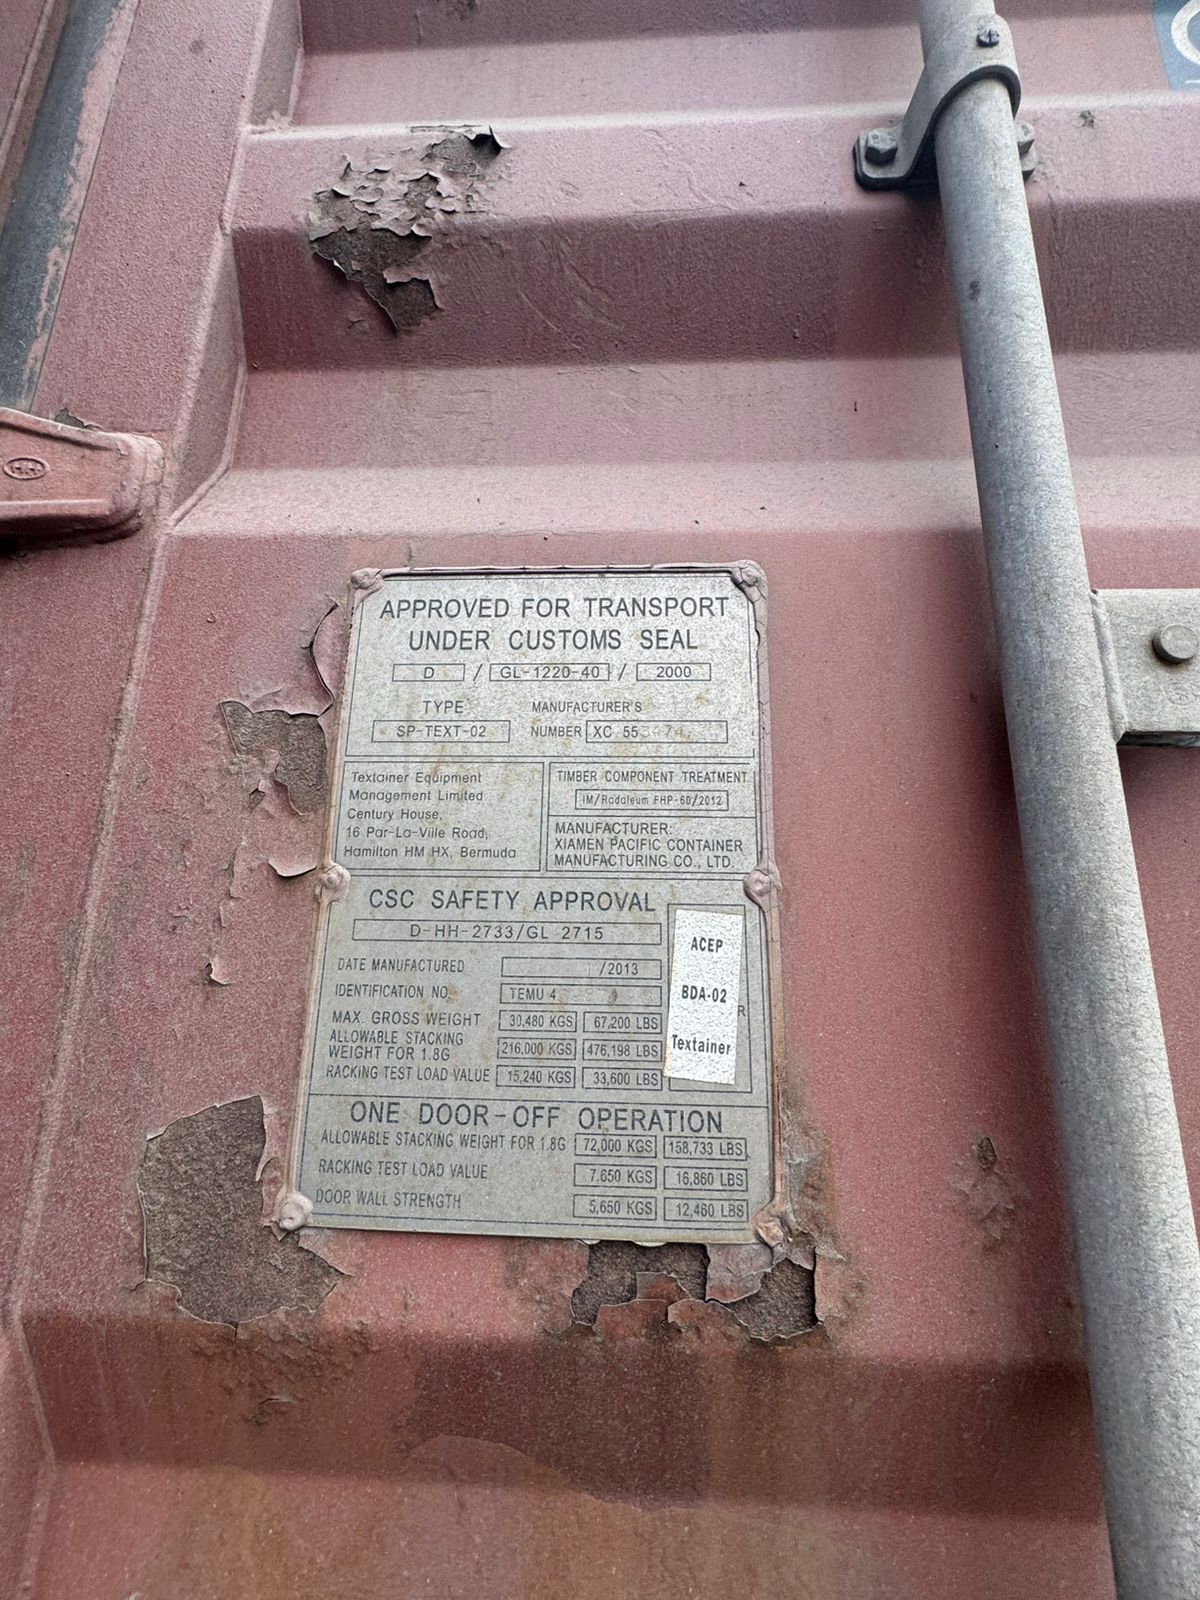 H.H
APPROVED FOR TRANSPORT
UNDER CUSTOMS SEAL
D / GL-1220-40 / 2000
TYPE MANUFACTURER'S
SP-TEXT-02 NUMBER XC
Textainer Equipment
Management Limited
Century House,
16 Par-La-Ville Road,
Hamilton HM HX, Bermuda
TIMBER COMPONENT TREATMENT
IM/Radaleum FHP-60/2012
MANUFACTURER:
XIAMEN PACIFIC CONTAINER
MANUFACTURING CO., LTD.
CSC SAFETY APPROVAL
D-HH-2733/GL 2715
DATE MANUFACTURED /2013
IDENTIFICATION NO. TEMU
MAX. GROSS WEIGHT 30,480 KGS 67,200 LBS
ALLOWABLE STACKING
WEIGHT FOR 1.8G 216,000 KGS 476,198 LBS
RACKING TEST LOAD VALUE 15,240 KGS 33,600 LBS
ACEP
BDA-02
Textainer
R
ONE DOOR-OFF OPERATION
ALLOWABLE STACKING WEIGHT FOR 1.8G 72,000 KGS 158,733 LBS
RACKING TEST LOAD VALUE 7,650 KGS 16,860 LBS
DOOR WALL STRENGTH 5,650 KGS 12,460 LBS